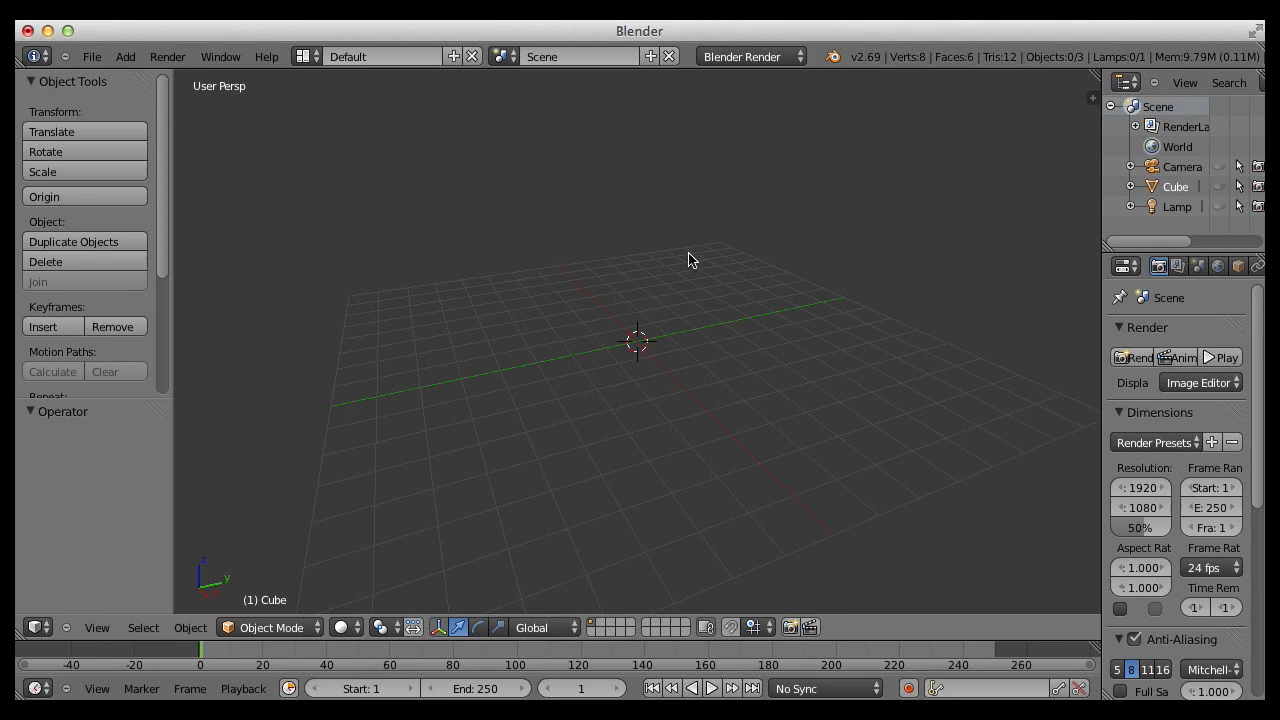 Blender
File Add Render Window Help Default Scene Blender Render v2.69 | Verts:8 | Faces:6 | Tris:12 | Objects:0/3 | Lamps:0/1 | Mem:9.79M (0.11M)
Object Tools
Transform:
Translate
Rotate
Scale
Origin
Object:
Duplicate Objects
Delete
Join
Keyframes:
Insert Remove
Motion Paths:
Calculate Clear
Repeat:
Operator
User Persp
z
y
(1) Cube
View Select Object Object Mode Global
-40 -20 0 20 40 60 80 100 120 140 160 180 200 220 240 260
View Marker Frame Playback Start: 1 End: 250 1 No Sync
View Search
Scene
RenderLa
World
Camera
Cube
Lamp
Scene
Render
Rend Anim Play
Displa Image Editor
Dimensions
Render Presets
Resolution: Frame Ran
: 1920 Start: 1
: 1080 E: 250
50% Fra: 1
Aspect Rat Frame Rat
: 1.000 24 fps
: 1.000 Time Rem
1 1
Anti-Aliasing
5 8 11 16 Mitchell-
Full Sa : 1.000